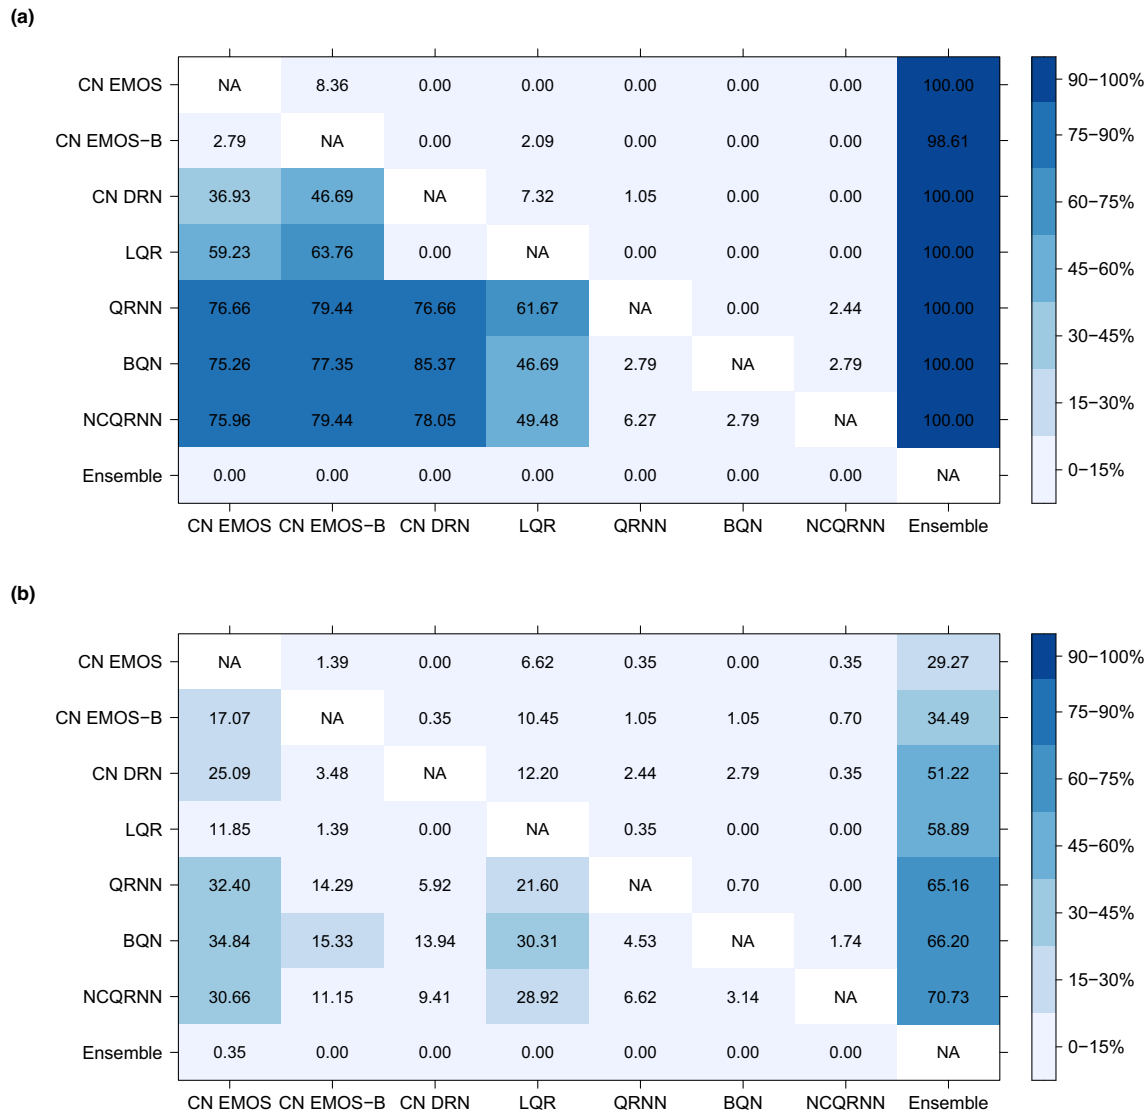 (a)
CN EMOS NA 8.36 0.00 0.00 0.00 0.00 0.00 100.00 90−100%
CN EMOS−B 2.79 NA 0.00 2.09 0.00 0.00 0.00 98.61 75−90%
CN DRN 36.93 46.69 NA 7.32 1.05 0.00 0.00 100.00 60−75%
LQR 59.23 63.76 0.00 NA 0.00 0.00 0.00 100.00 45−60%
QRNN 76.66 79.44 76.66 61.67 NA 0.00 2.44 100.00 30−45%
BQN 75.26 77.35 85.37 46.69 2.79 NA 2.79 100.00 15−30%
NCQRNN 75.96 79.44 78.05 49.48 6.27 2.79 NA 100.00
Ensemble 0.00 0.00 0.00 0.00 0.00 0.00 0.00 NA 0−15%
CN EMOS CN EMOS−B CN DRN LQR QRNN BQN NCQRNN Ensemble
(b)
CN EMOS NA 1.39 0.00 6.62 0.35 0.00 0.35 29.27 90−100%
CN EMOS−B 17.07 NA 0.35 10.45 1.05 1.05 0.70 34.49 75−90%
CN DRN 25.09 3.48 NA 12.20 2.44 2.79 0.35 51.22 60−75%
LQR 11.85 1.39 0.00 NA 0.35 0.00 0.00 58.89 45−60%
QRNN 32.40 14.29 5.92 21.60 NA 0.70 0.00 65.16 30−45%
BQN 34.84 15.33 13.94 30.31 4.53 NA 1.74 66.20 15−30%
NCQRNN 30.66 11.15 9.41 28.92 6.62 3.14 NA 70.73
Ensemble 0.35 0.00 0.00 0.00 0.00 0.00 0.00 NA 0−15%
CN EMOS CN EMOS−B CN DRN LQR QRNN BQN NCQRNN Ensemble